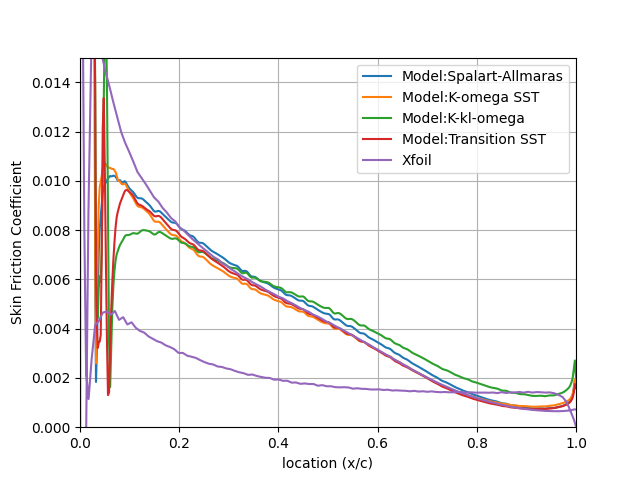 0.014
0.012
0.010
0.008
0.006
0.004
0.002
0.000
Skin Friction Coefficient
Model:Spalart-Allmaras
Model:K-omega SST
Model:K-kl-omega
Model:Transition SST
Xfoil
0.0 0.2 0.4 0.6 0.8 1.0
location (x/c)